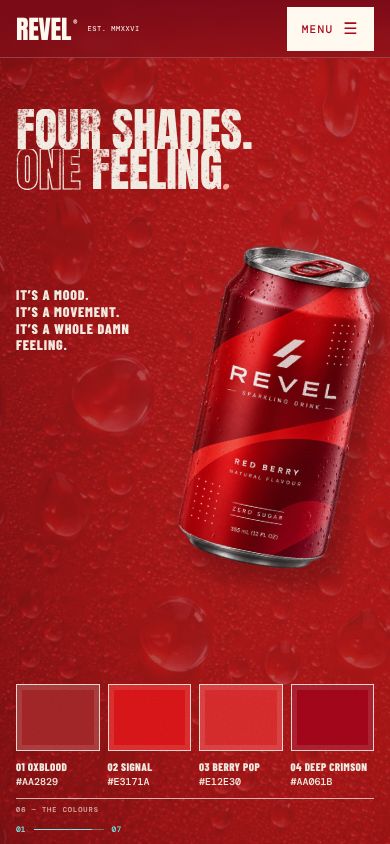 REVEL®
EST. MMXXVI
MENU
FOUR SHADES.
ONE FEELING.
IT'S A MOOD.
IT'S A MOVEMENT.
IT'S A WHOLE DAMN
FEELING.
REVEL
SPARKLING DRINK
RED BERRY
NATURAL FLAVOUR
ZERO SUGAR
355 mL (12 FL OZ)
01 OXBLOOD
#AA2829
02 SIGNAL
#E3171A
03 BERRY POP
#E12E30
04 DEEP CRIMSON
#AA061B
06 — THE COLOURS
01
07